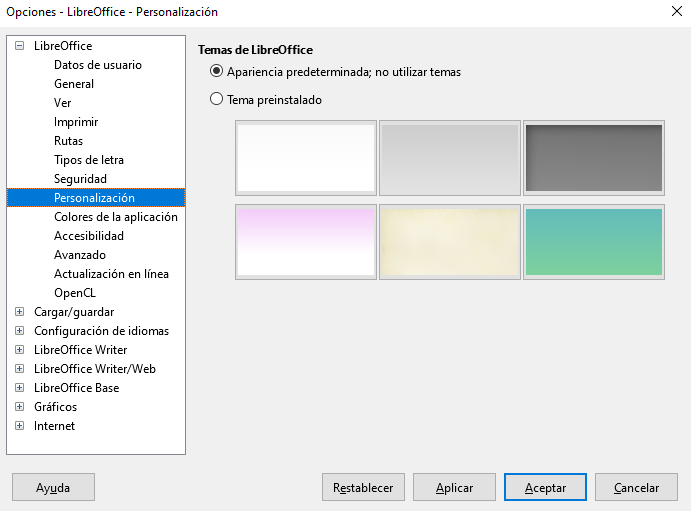 Opciones - LibreOffice - Personalización
LibreOffice
Datos de usuario
General
Ver
Imprimir
Rutas
Tipos de letra
Seguridad
Personalización
Colores de la aplicación
Accesibilidad
Avanzado
Actualización en línea
OpenCL
Cargar/guardar
Configuración de idiomas
LibreOffice Writer
LibreOffice Writer/Web
LibreOffice Base
Gráficos
Internet
Temas de LibreOffice
Apariencia predeterminada; no utilizar temas
Tema preinstalado
Ayuda
Restablecer
Aplicar
Aceptar
Cancelar